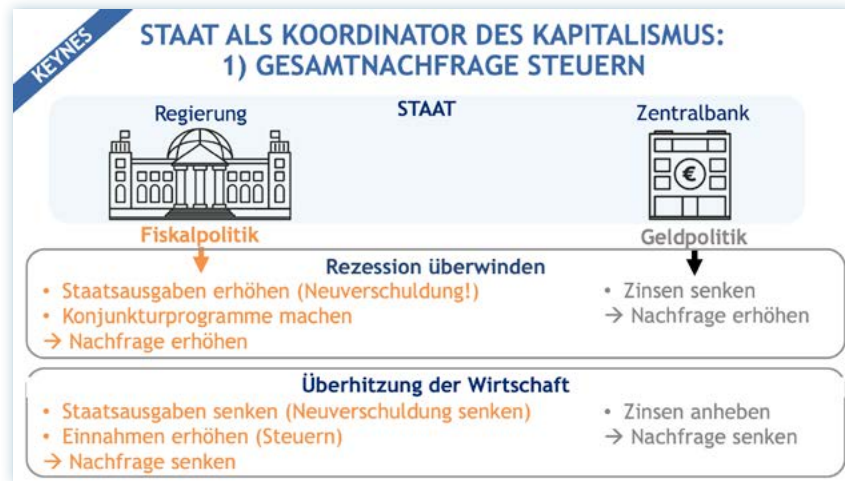 KEYNES
STAAT ALS KOORDINATOR DES KAPITALISMUS:
1) GESAMTNACHFRAGE STEUERN
Regierung
STAAT
Zentralbank
€
Fiskalpolitik
Geldpolitik
Rezession überwinden
• Staatsausgaben erhöhen (Neuverschuldung!)
• Konjunkturprogramme machen
→ Nachfrage erhöhen
• Zinsen senken
→ Nachfrage erhöhen
Überhitzung der Wirtschaft
• Staatsausgaben senken (Neuverschuldung senken)
• Einnahmen erhöhen (Steuern)
→ Nachfrage senken
• Zinsen anheben
→ Nachfrage senken